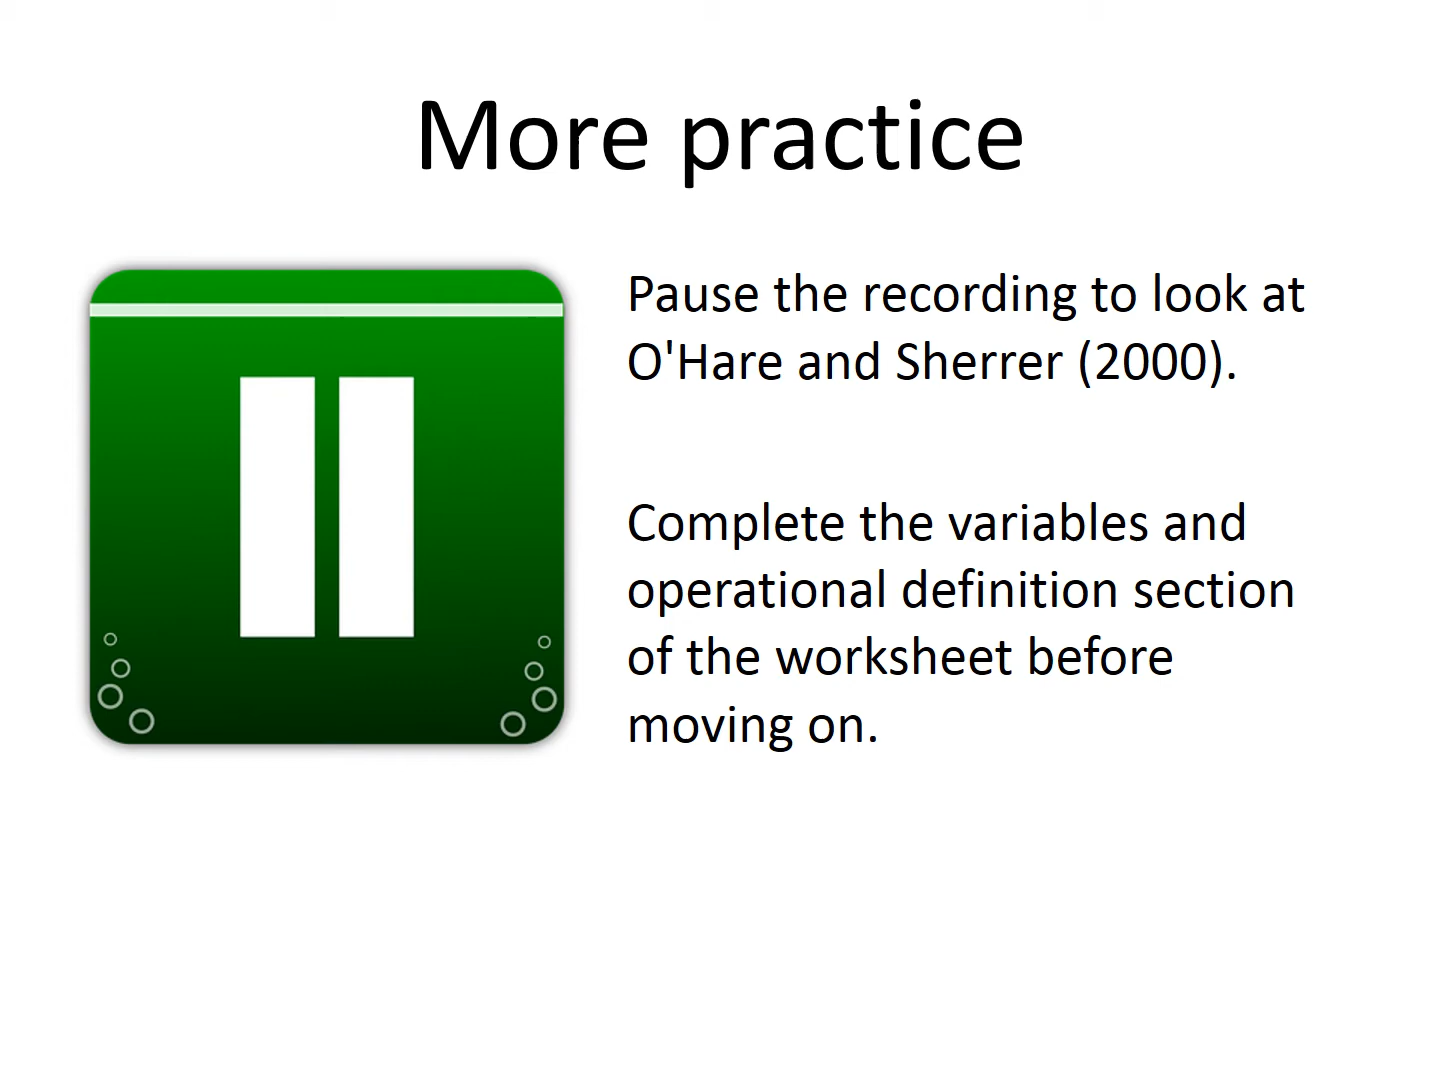 More practice
Pause the recording to look at
O'Hare and Sherrer (2000).
Complete the variables and
operational definition section
of the worksheet before
moving on.